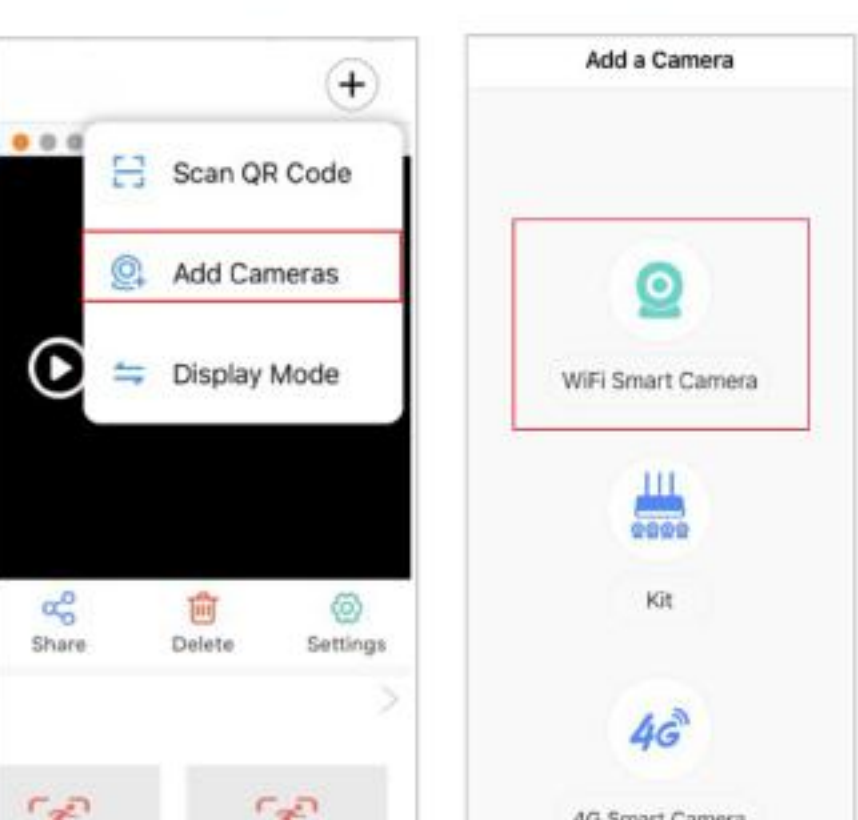 Scan QR Code
Add Cameras
Display Mode
Share
Delete
Settings
Add a Camera
WiFi Smart Camera
Kit
4G
4G Smart Camera